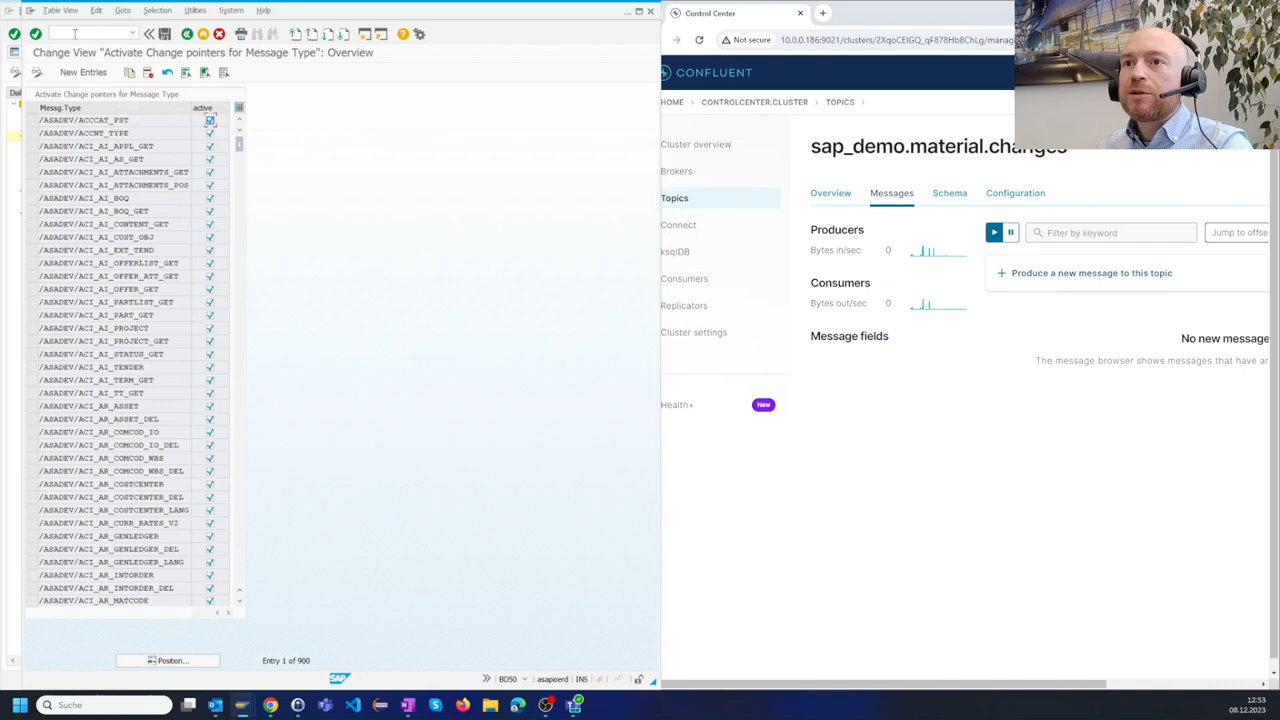 Table View Edit Goto Selection Utilities System Help
Change View "Activate Change pointers for Message Type": Overview
New Entries
Activate Change pointers for Message Type
Messg.Type active
/ASADEV/ACCCAT_FST
/ASADEV/ACCNT_TYPE
/ASADEV/ACI_AI_APPL_GET
/ASADEV/ACI_AI_AS_GET
/ASADEV/ACI_AI_ATTACHMENTS_GET
/ASADEV/ACI_AI_ATTACHMENTS_POS
/ASADEV/ACI_AI_BOQ
/ASADEV/ACI_AI_BOQ_GET
/ASADEV/ACI_AI_CONTENT_GET
/ASADEV/ACI_AI_CUST_OBJ
/ASADEV/ACI_AI_EXT_TEND
/ASADEV/ACI_AI_OFFERLIST_GET
/ASADEV/ACI_AI_OFFER_ATT_GET
/ASADEV/ACI_AI_OFFER_GET
/ASADEV/ACI_AI_PARTLIST_GET
/ASADEV/ACI_AI_PART_GET
/ASADEV/ACI_AI_PROJECT
/ASADEV/ACI_AI_PROJECT_GET
/ASADEV/ACI_AI_STATUS_GET
/ASADEV/ACI_AI_TENDER
/ASADEV/ACI_AI_TERM_GET
/ASADEV/ACI_AI_TT_GET
/ASADEV/ACI_AR_ASSET
/ASADEV/ACI_AR_ASSET_DEL
/ASADEV/ACI_AR_COMCOD_IO
/ASADEV/ACI_AR_COMCOD_IO_DEL
/ASADEV/ACI_AR_COMCOD_WBS
/ASADEV/ACI_AR_COMCOD_WBS_DEL
/ASADEV/ACI_AR_COSTCENTER
/ASADEV/ACI_AR_COSTCENTER_DEL
/ASADEV/ACI_AR_COSTCENTER_LANG
/ASADEV/ACI_AR_CURR_RATES_V2
/ASADEV/ACI_AR_GENLEDGER
/ASADEV/ACI_AR_GENLEDGER_DEL
/ASADEV/ACI_AR_GENLEDGER_LANG
/ASADEV/ACI_AR_INTORDER
/ASADEV/ACI_AR_INTORDER_DEL
/ASADEV/ACI_AR_MATCODE
Position...
Entry 1 of 900
SAP
BD50 asapoierd INS
Control Center
Not secure 10.0.0.186:9021/clusters/
CONFLUENT
HOME CONTROLCENTER.CLUSTER TOPICS
Cluster overview
Brokers
Topics
Connect
ksqlDB
Consumers
Replicators
Cluster settings
Health+ New
sap_demo.material.changes
Overview Messages Schema Configuration
Producers
Bytes in/sec 0
Consumers
Bytes out/sec 0
Message fields
Filter by keyword
Jump to offse
Produce a new message to this topic
No new message
The message browser shows messages that have ar
Suche
12:53
08.12.2023